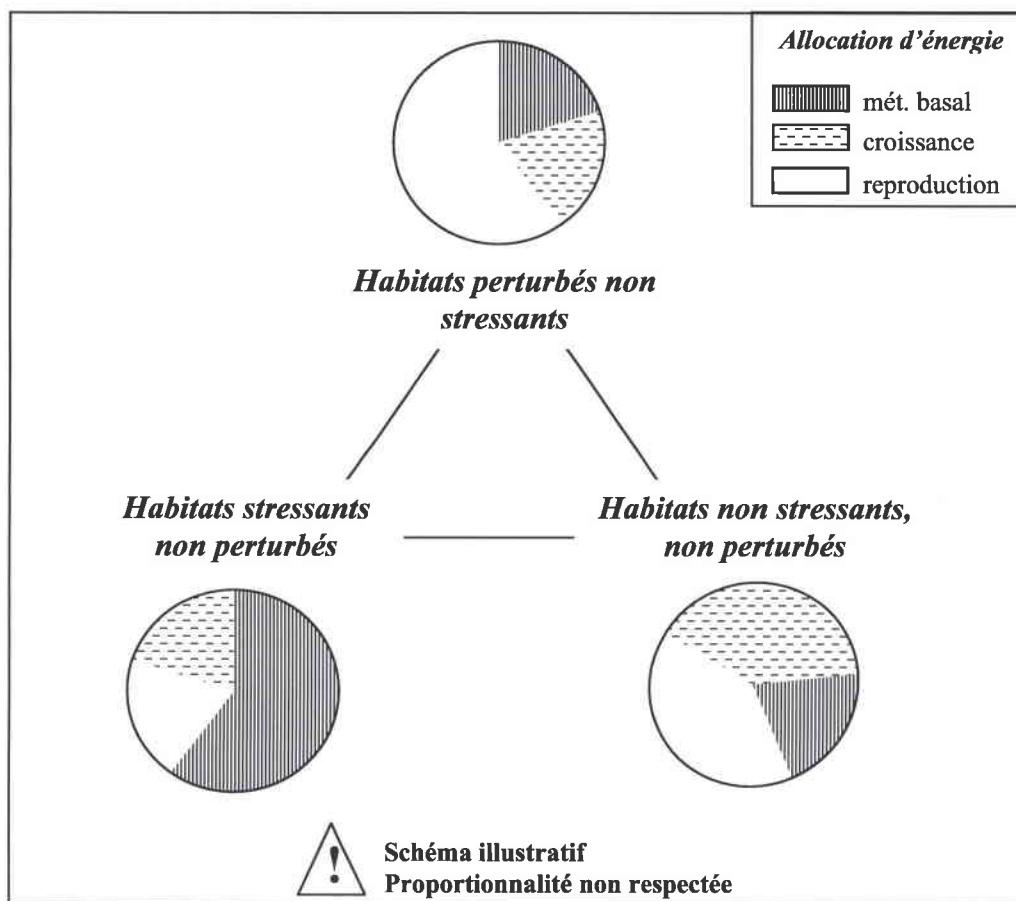 Allocation d'énergie
mét. basal
croissance
reproduction
Habitats perturbés non
stressants
Habitats stressants
non perturbés
Habitats non stressants,
non perturbés
!
Schéma illustratif
Proportionnalité non respectée